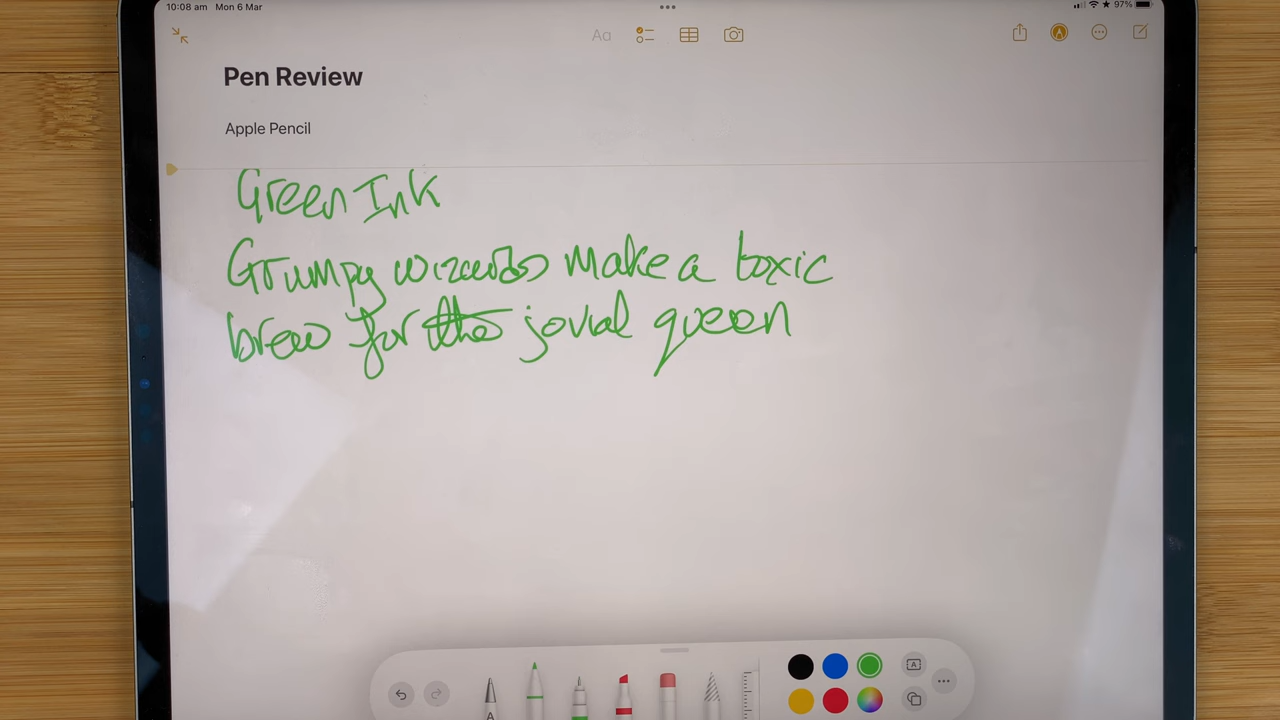 10:08 am Mon 6 Mar
97%
Aa
Pen Review
Apple Pencil
Green Ink
Grumpy wizards make a toxic
brew for the jovial queen
A
A